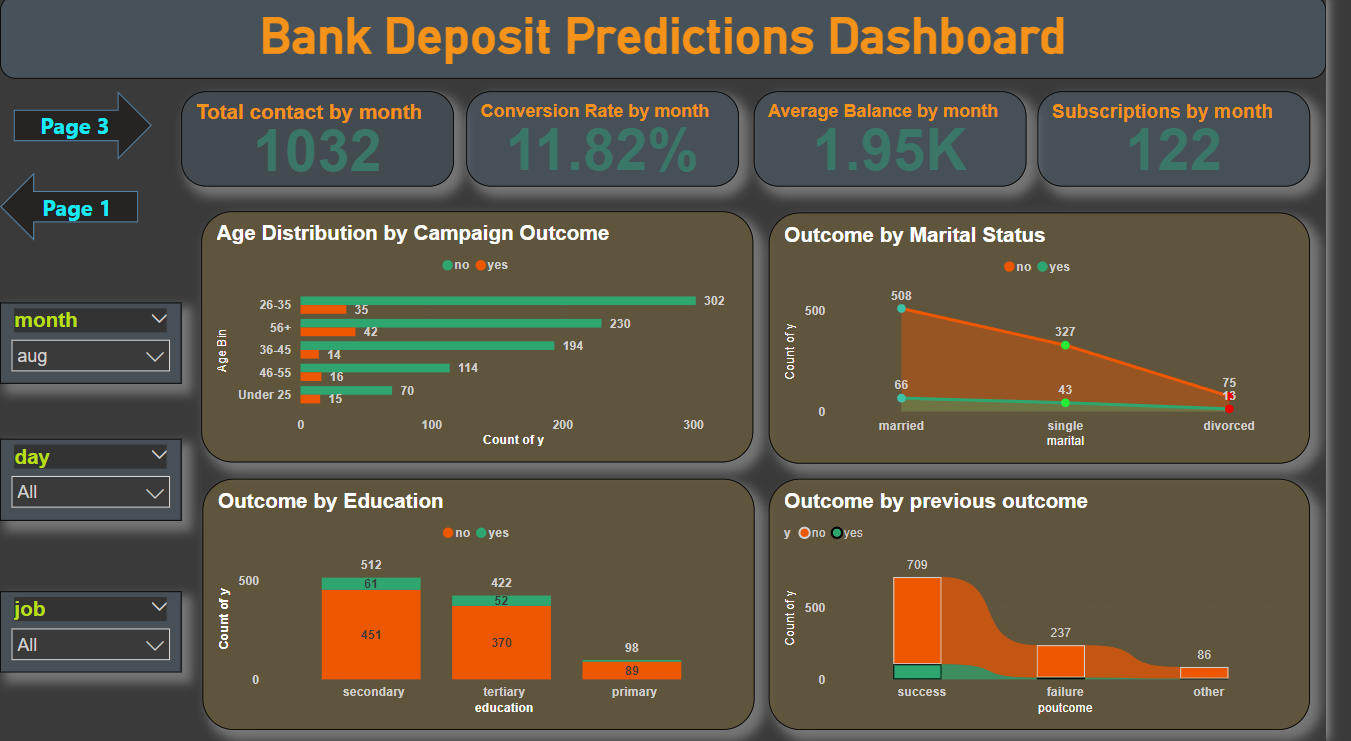 Bank Deposit Predictions Dashboard
Page 3
Page 1
Total contact by month
1032
Conversion Rate by month
11.82%
Average Balance by month
1.95K
Subscriptions by month
122
month
aug
day
All
job
All
Age Distribution by Campaign Outcome
no yes
Age Bin
26-35 302
35
56+ 230
42
36-45 194
14
46-55 114
16
Under 25 70
15
0 100 200 300
Count of y
Outcome by Marital Status
no yes
Count of y
500
0
508
327
75
66
43
13
married single divorced
marital
Outcome by Education
no yes
Count of y
500
0
512
61
451
422
52
370
98
89
secondary tertiary primary
education
Outcome by previous outcome
y no yes
Count of y
500
0
709
237
86
success failure other
poutcome